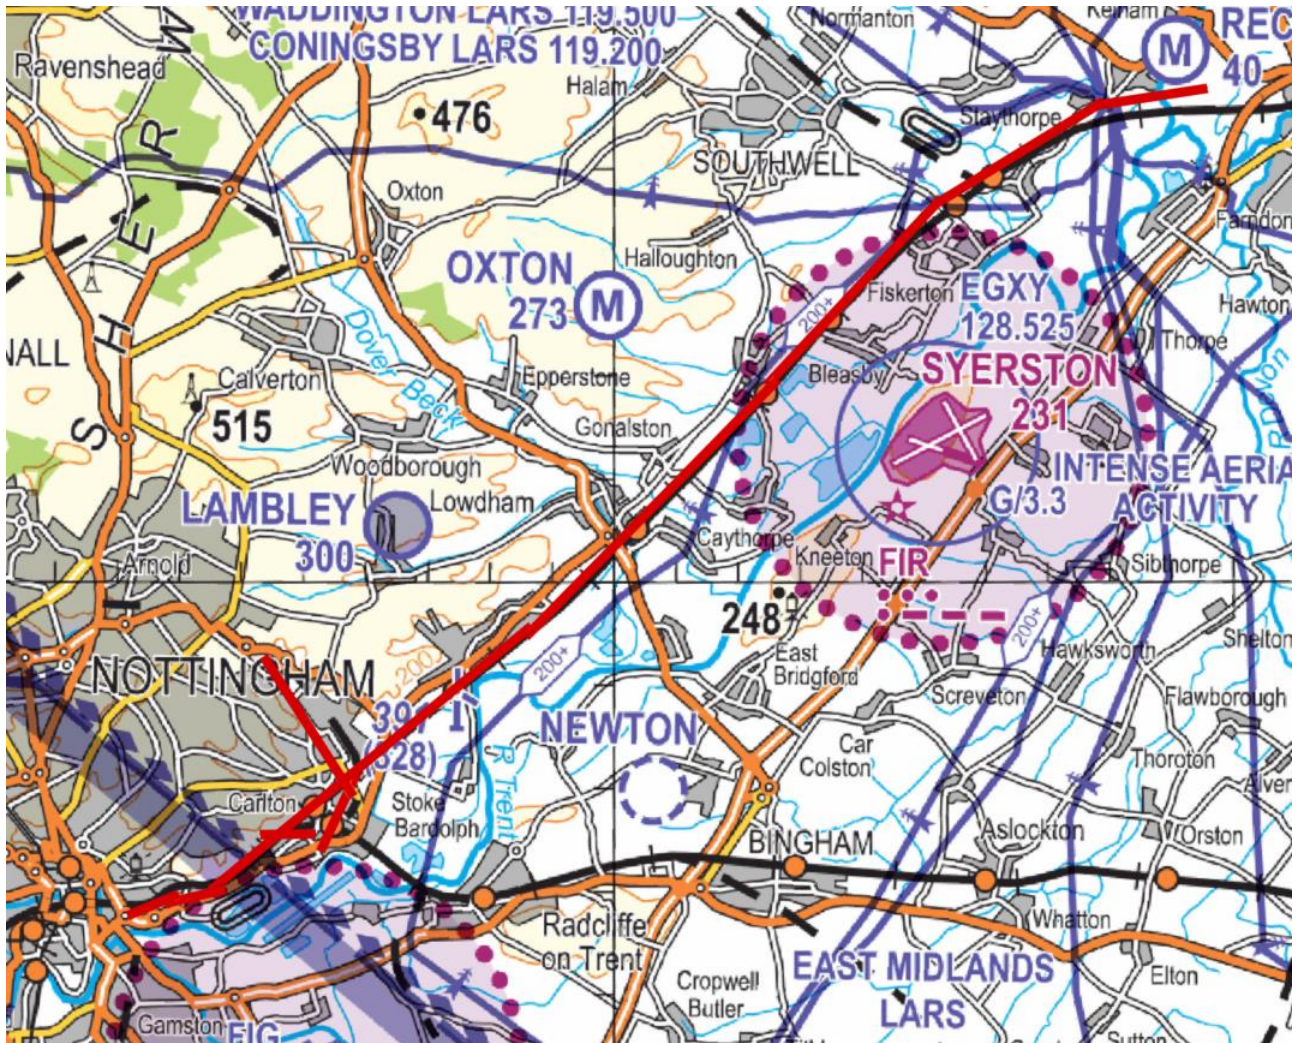 WADDINGTON LARS 119.500
CONINGSBY LARS 119.200
Normanton
Kelham
M
REC
40
Ravenshead
Halam
476
Staythorpe
SOUTHWELL
Oxton
Farndon
S H E R W
OXTON
273
M
Halloughton
Fiskerton
EGXY
128.525
Hawton
200+
Thorpe
NALL
Dover Beck
Calverton
Epperstone
Bleasby
SYERSTON
231
R Devon
515
Gonalston
Woodborough
INTENSE AERIA
ACTIVITY
LAMBLEY
300
Lowdham
G/3.3
Caythorpe
Arnold
Kneeton
FIR
Sibthorpe
248
200+
200+
Shelton
NOTTINGHAM
200
East
Bridgford
Hawksworth
Screveton
Flawborough
NEWTON
R Trent
Car
Colston
Thoroton
Alver
Carlton
Stoke
Bardolph
BINGHAM
Aslockton
Orston
Radcliffe
on Trent
Whatton
EAST MIDLANDS
LARS
Elton
Cropwell
Butler
Gamston
Sutton